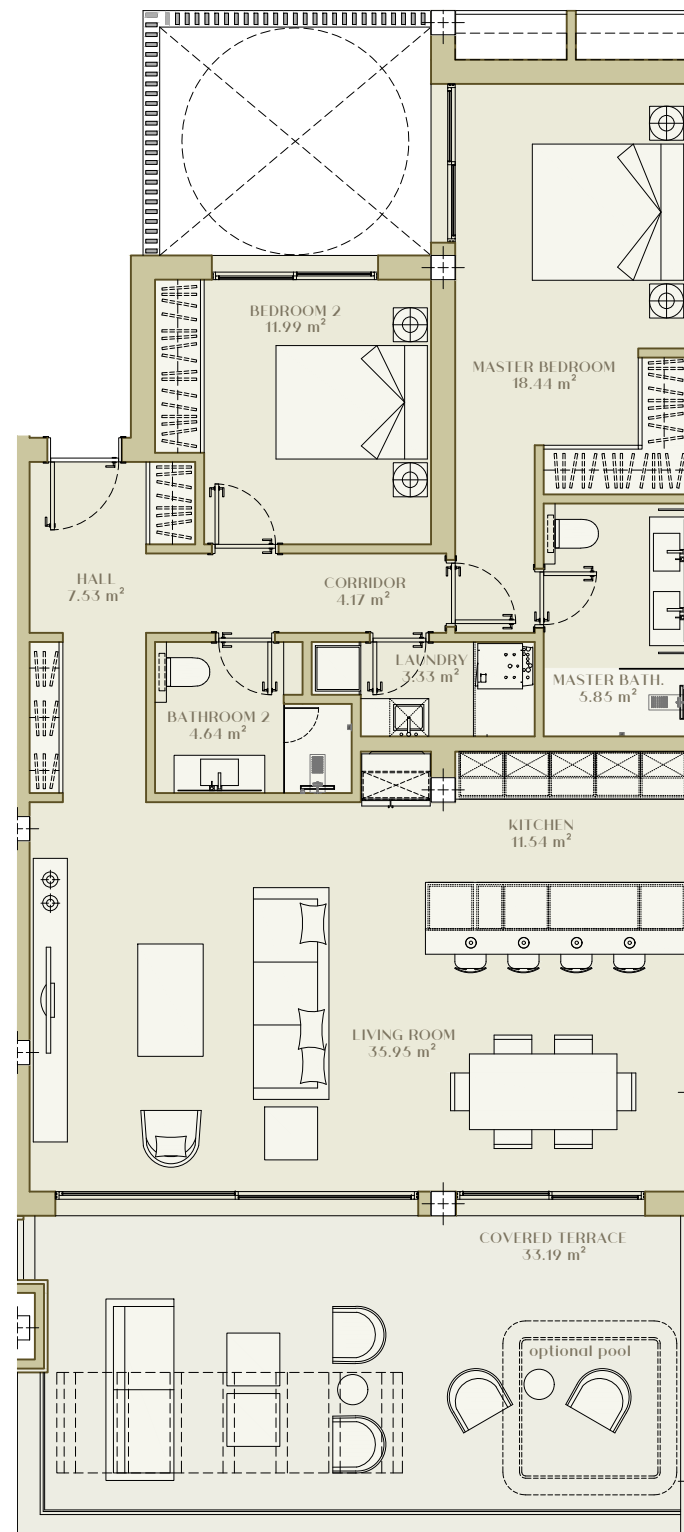 BEDROOM 2
11.99 m²
MASTER BEDROOM
18.44 m²
HALL
7.53 m²
CORRIDOR
4.17 m²
LAUNDRY
3.33 m²
MASTER BATH.
5.85 m²
BATHROOM 2
4.64 m²
KITCHEN
11.54 m²
LIVING ROOM
35.95 m²
COVERED TERRACE
33.19 m²
optional pool